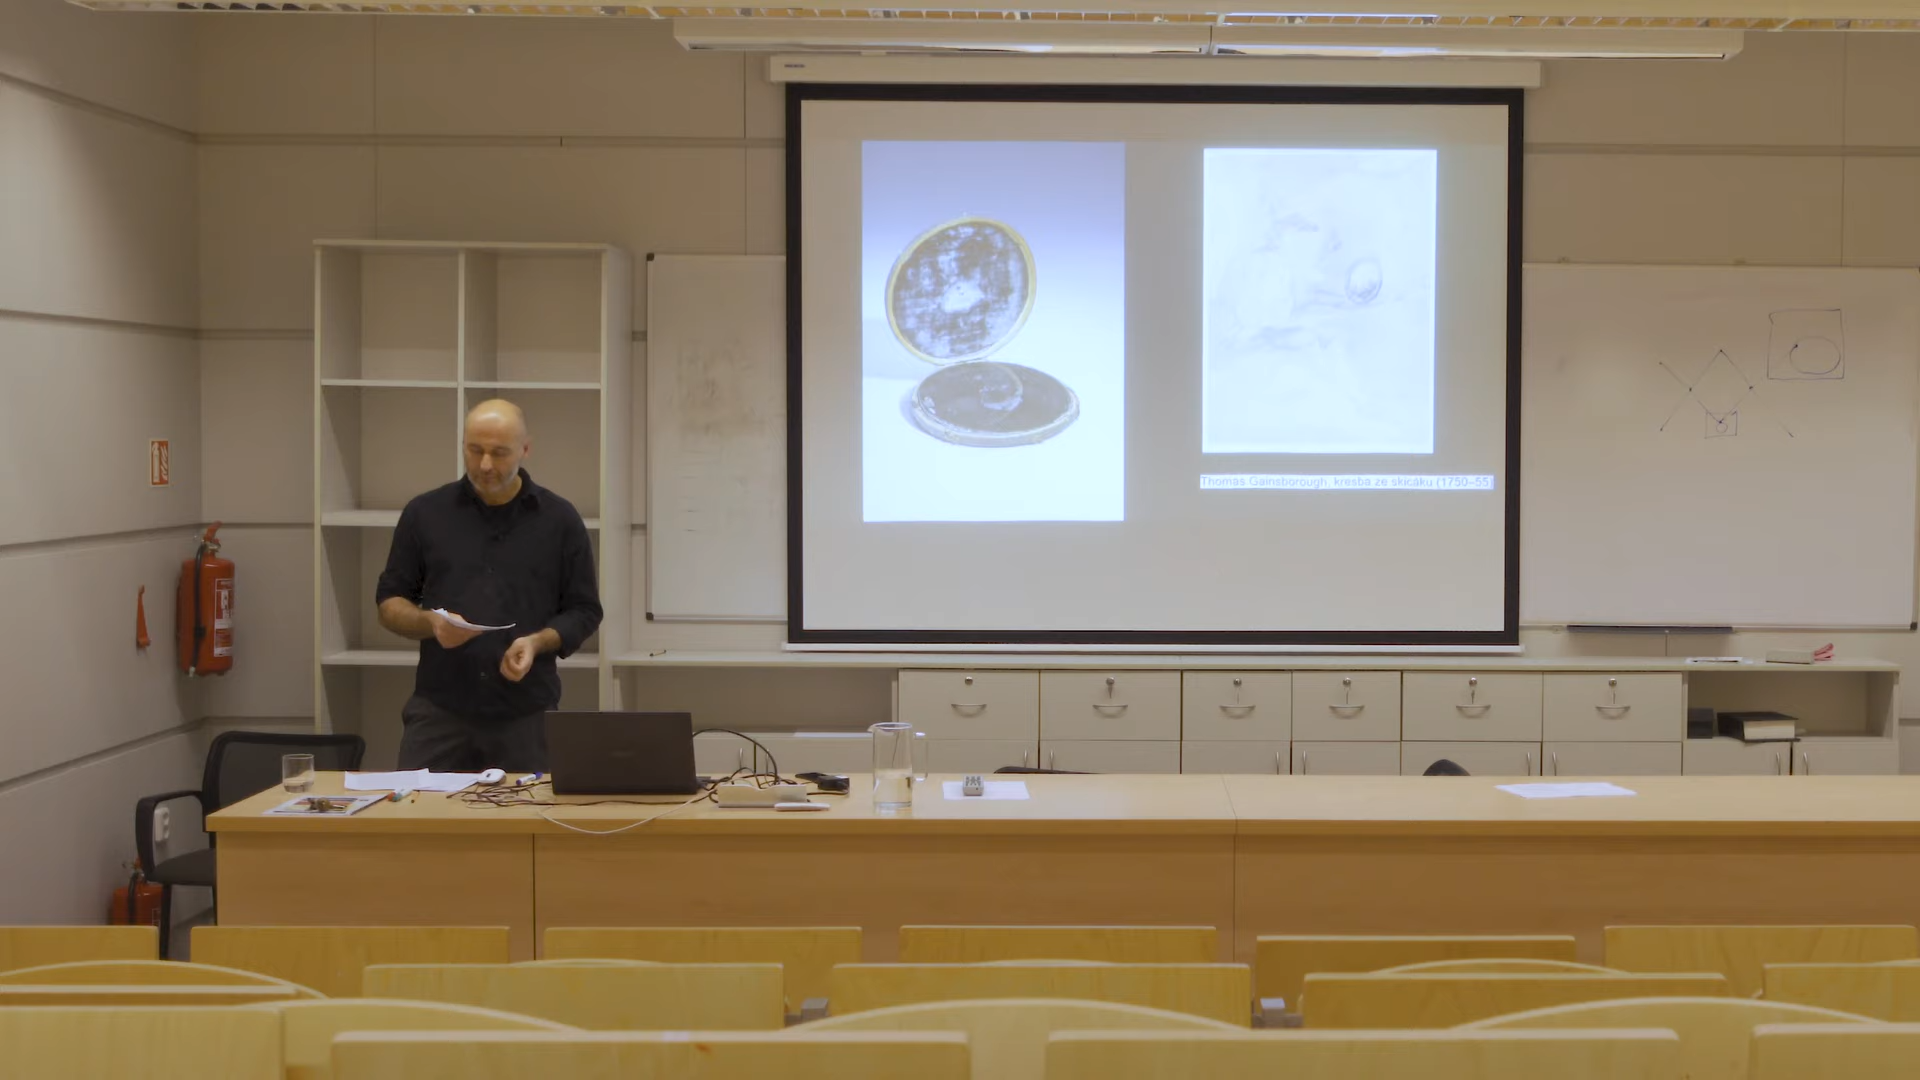 Thomas Gainsborough, kresba ze skicáku (1750–55)